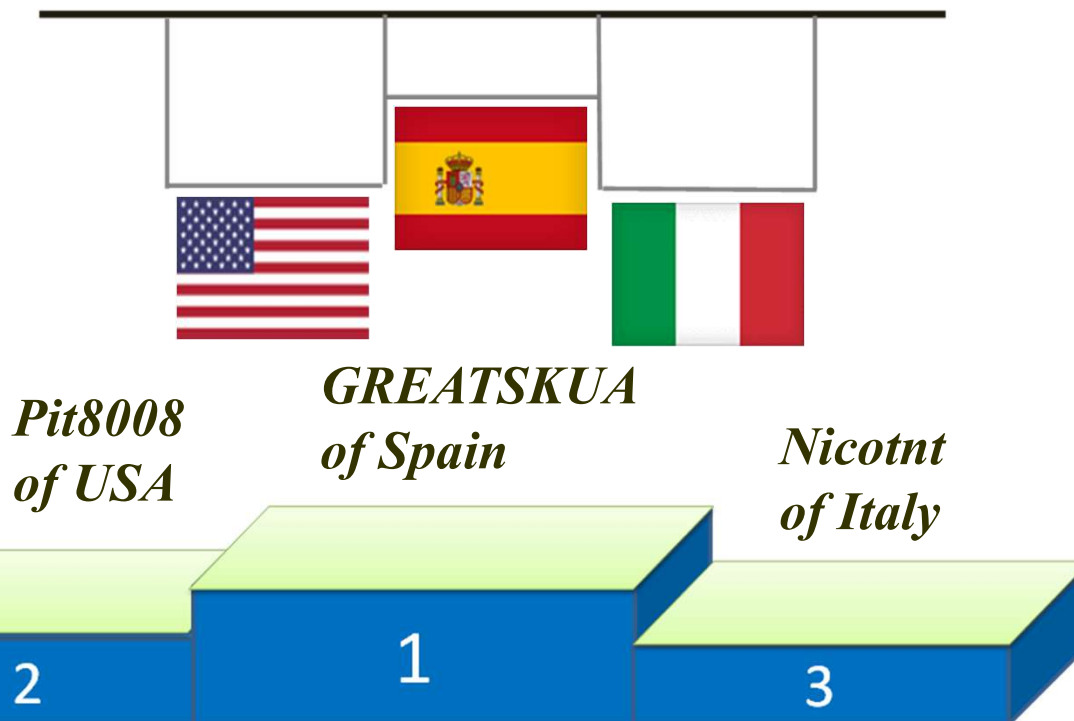 Pit8008
of USA
GREATSKUA
of Spain
Nicotnt
of Italy
2
1
3